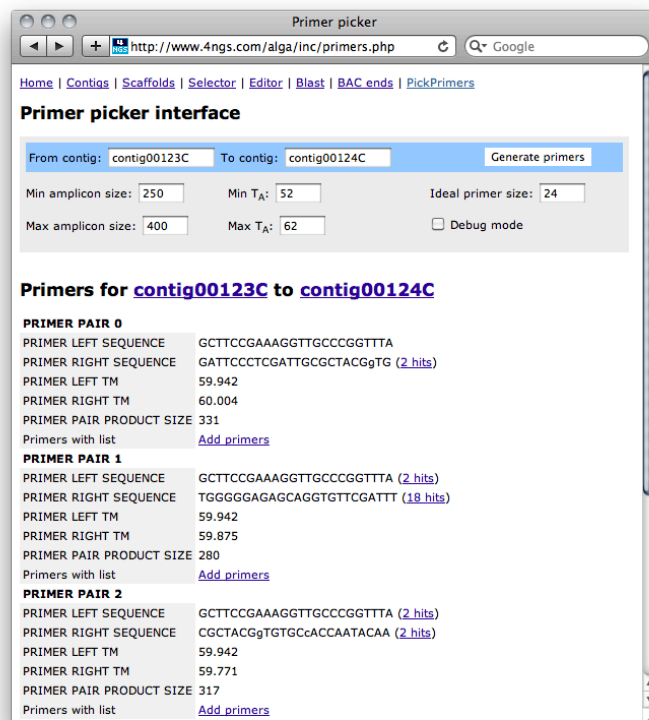 Primer picker
NGS http://www.4ngs.com/alga/inc/primers.php Google
Home | Contigs | Scaffolds | Selector | Editor | Blast | BAC ends | PickPrimers
Primer picker interface
From contig: contig00123C To contig: contig00124C Generate primers
Min amplicon size: 250 Min TA: 52 Ideal primer size: 24
Max amplicon size: 400 Max TA: 62 Debug mode
Primers for contig00123C to contig00124C
PRIMER PAIR 0
PRIMER LEFT SEQUENCE GCTTCCGAAAGGTTGCCCGGTTTA
PRIMER RIGHT SEQUENCE GATTCCCTCGATTGCGCTACGgTG (2 hits)
PRIMER LEFT TM 59.942
PRIMER RIGHT TM 60.004
PRIMER PAIR PRODUCT SIZE 331
Primers with list Add primers
PRIMER PAIR 1
PRIMER LEFT SEQUENCE GCTTCCGAAAGGTTGCCCGGTTTA (2 hits)
PRIMER RIGHT SEQUENCE TGGGGGAGAGCAGGTGTTCGATTT (18 hits)
PRIMER LEFT TM 59.942
PRIMER RIGHT TM 59.875
PRIMER PAIR PRODUCT SIZE 280
Primers with list Add primers
PRIMER PAIR 2
PRIMER LEFT SEQUENCE GCTTCCGAAAGGTTGCCCGGTTTA (2 hits)
PRIMER RIGHT SEQUENCE CGCTACGgTGTGCcACCAATACAA (2 hits)
PRIMER LEFT TM 59.942
PRIMER RIGHT TM 59.771
PRIMER PAIR PRODUCT SIZE 317
Primers with list Add primers